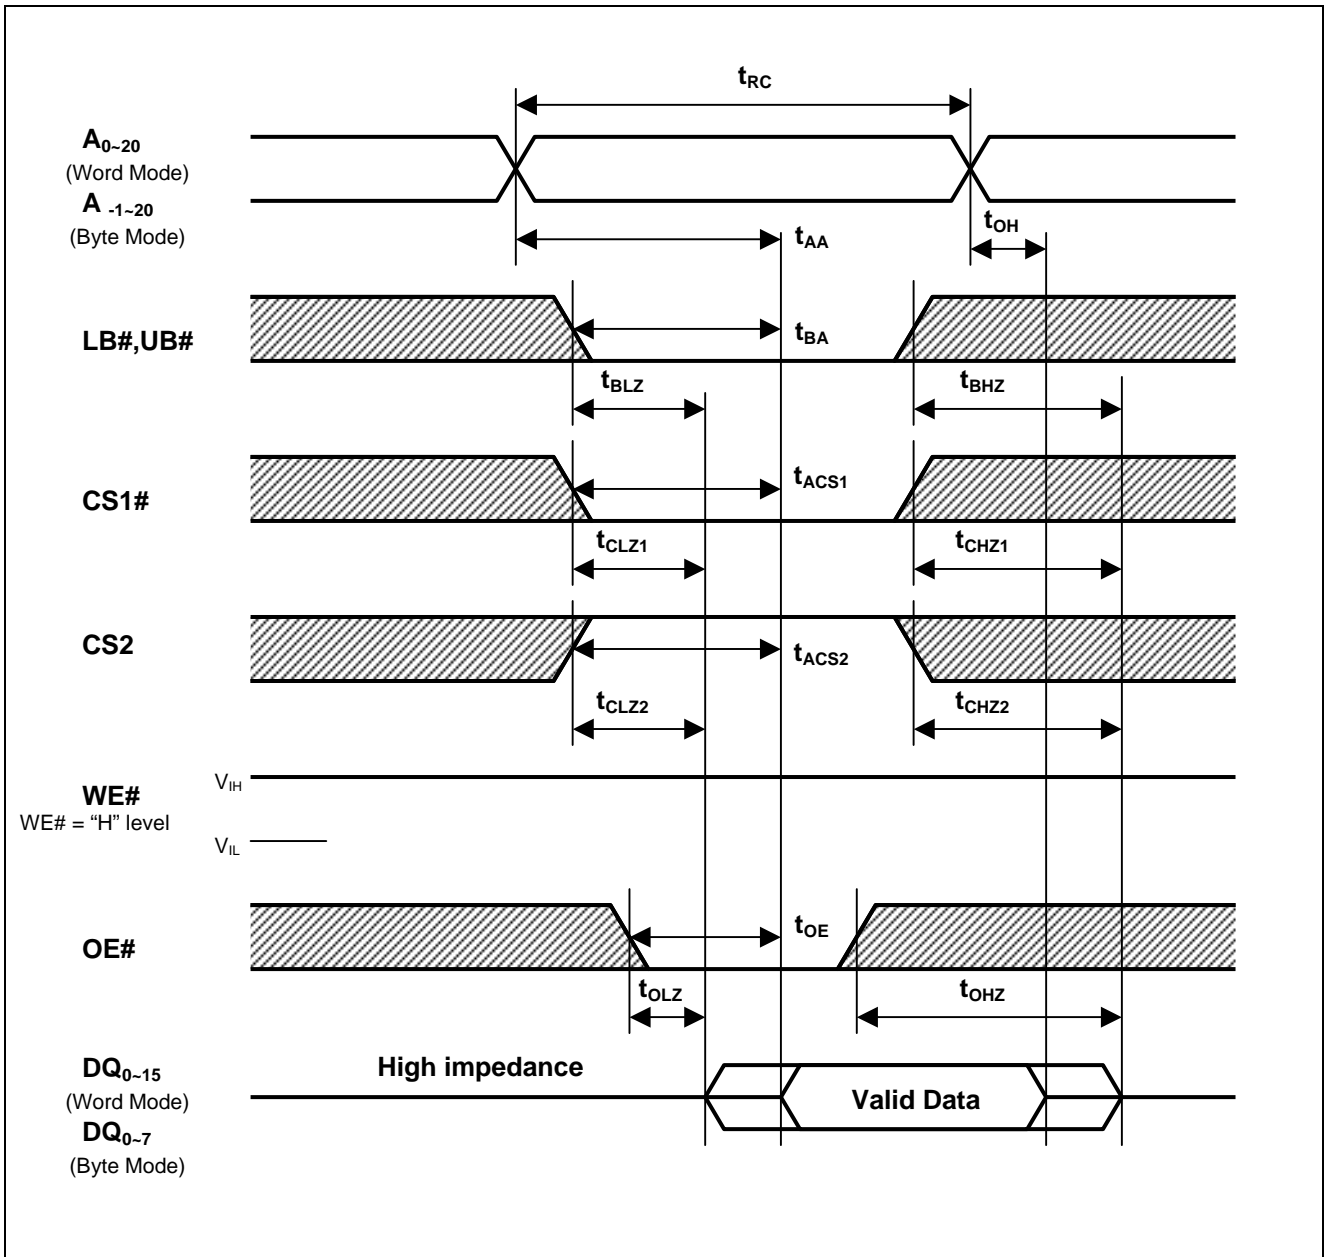 tRC
A0~20
(Word Mode)
A -1~20
(Byte Mode)
tOH
tAA
LB#,UB#
tBA
tBLZ
tBHZ
CS1#
tACS1
tCLZ1
tCHZ1
CS2
tACS2
tCLZ2
tCHZ2
WE#
WE# = “H” level
VIH
VIL
OE#
tOE
tOLZ
tOHZ
DQ0~15
(Word Mode)
DQ0~7
(Byte Mode)
High impedance
Valid Data